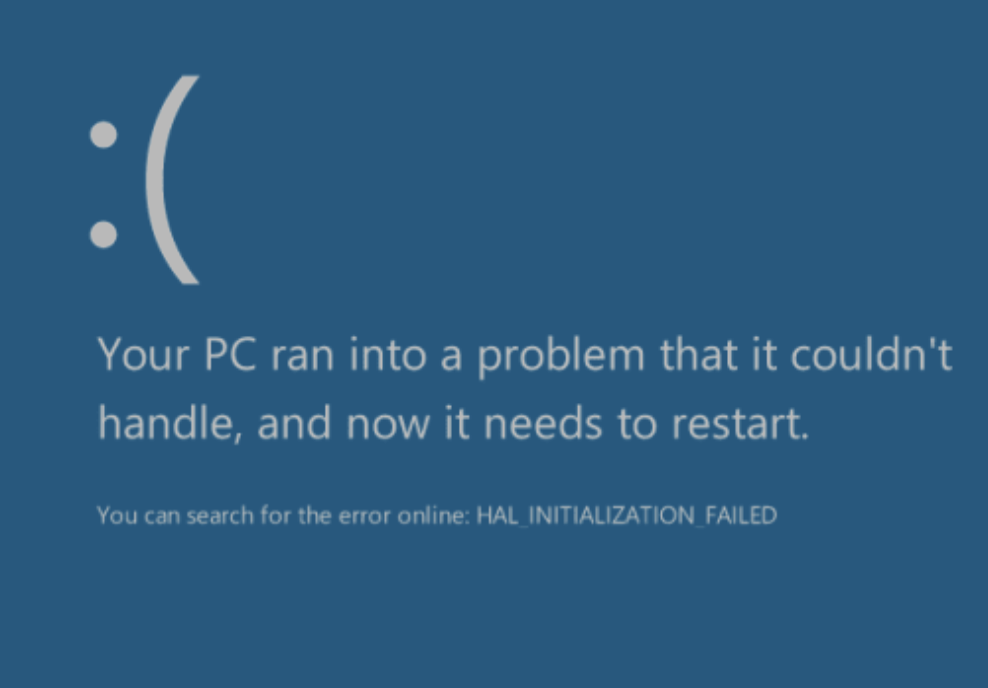 :(
Your PC ran into a problem that it couldn't
handle, and now it needs to restart.
You can search for the error online: HAL_INITIALIZATION_FAILED